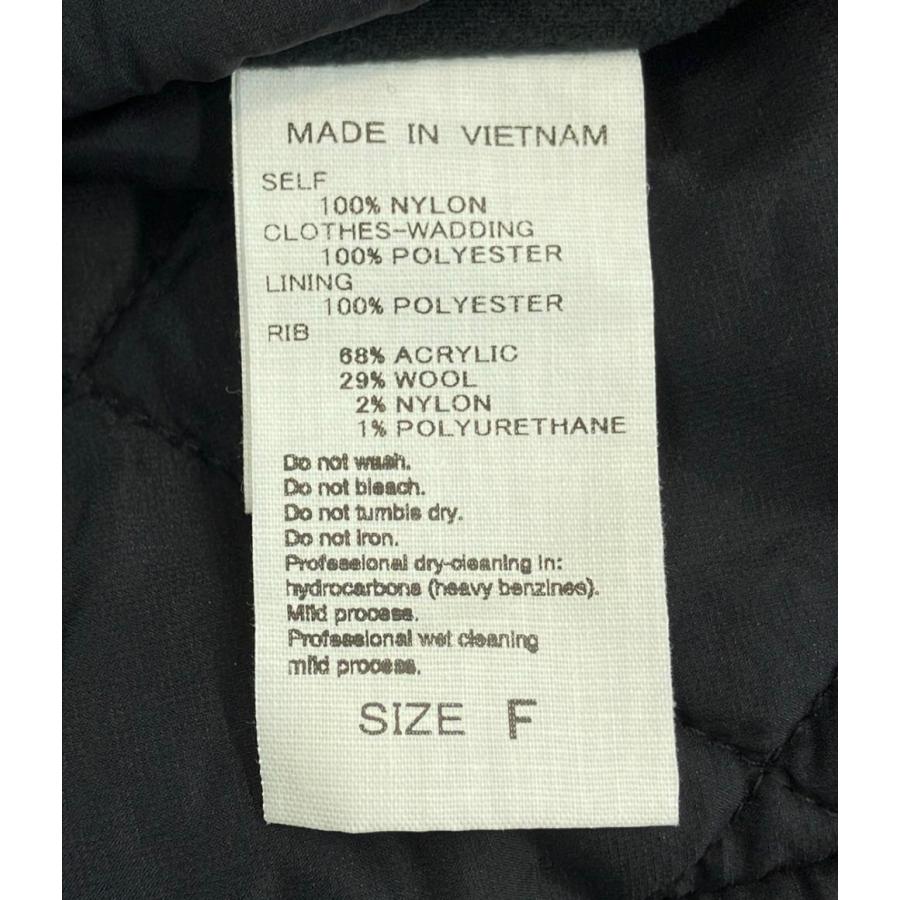 MADE IN VIETNAM
SELF
100% NYLON
CLOTHES-WADDING
100% POLYESTER
LINING
100% POLYESTER
RIB
68% ACRYLIC
29% WOOL
2% NYLON
1% POLYURETHANE
Do not wash.
Do not bleach.
Do not tumble dry.
Do not iron.
Professional dry-cleaning in:
hydrocarbons (heavy benzines).
Mild process.
Professional wet cleaning
mild process.
SIZE F